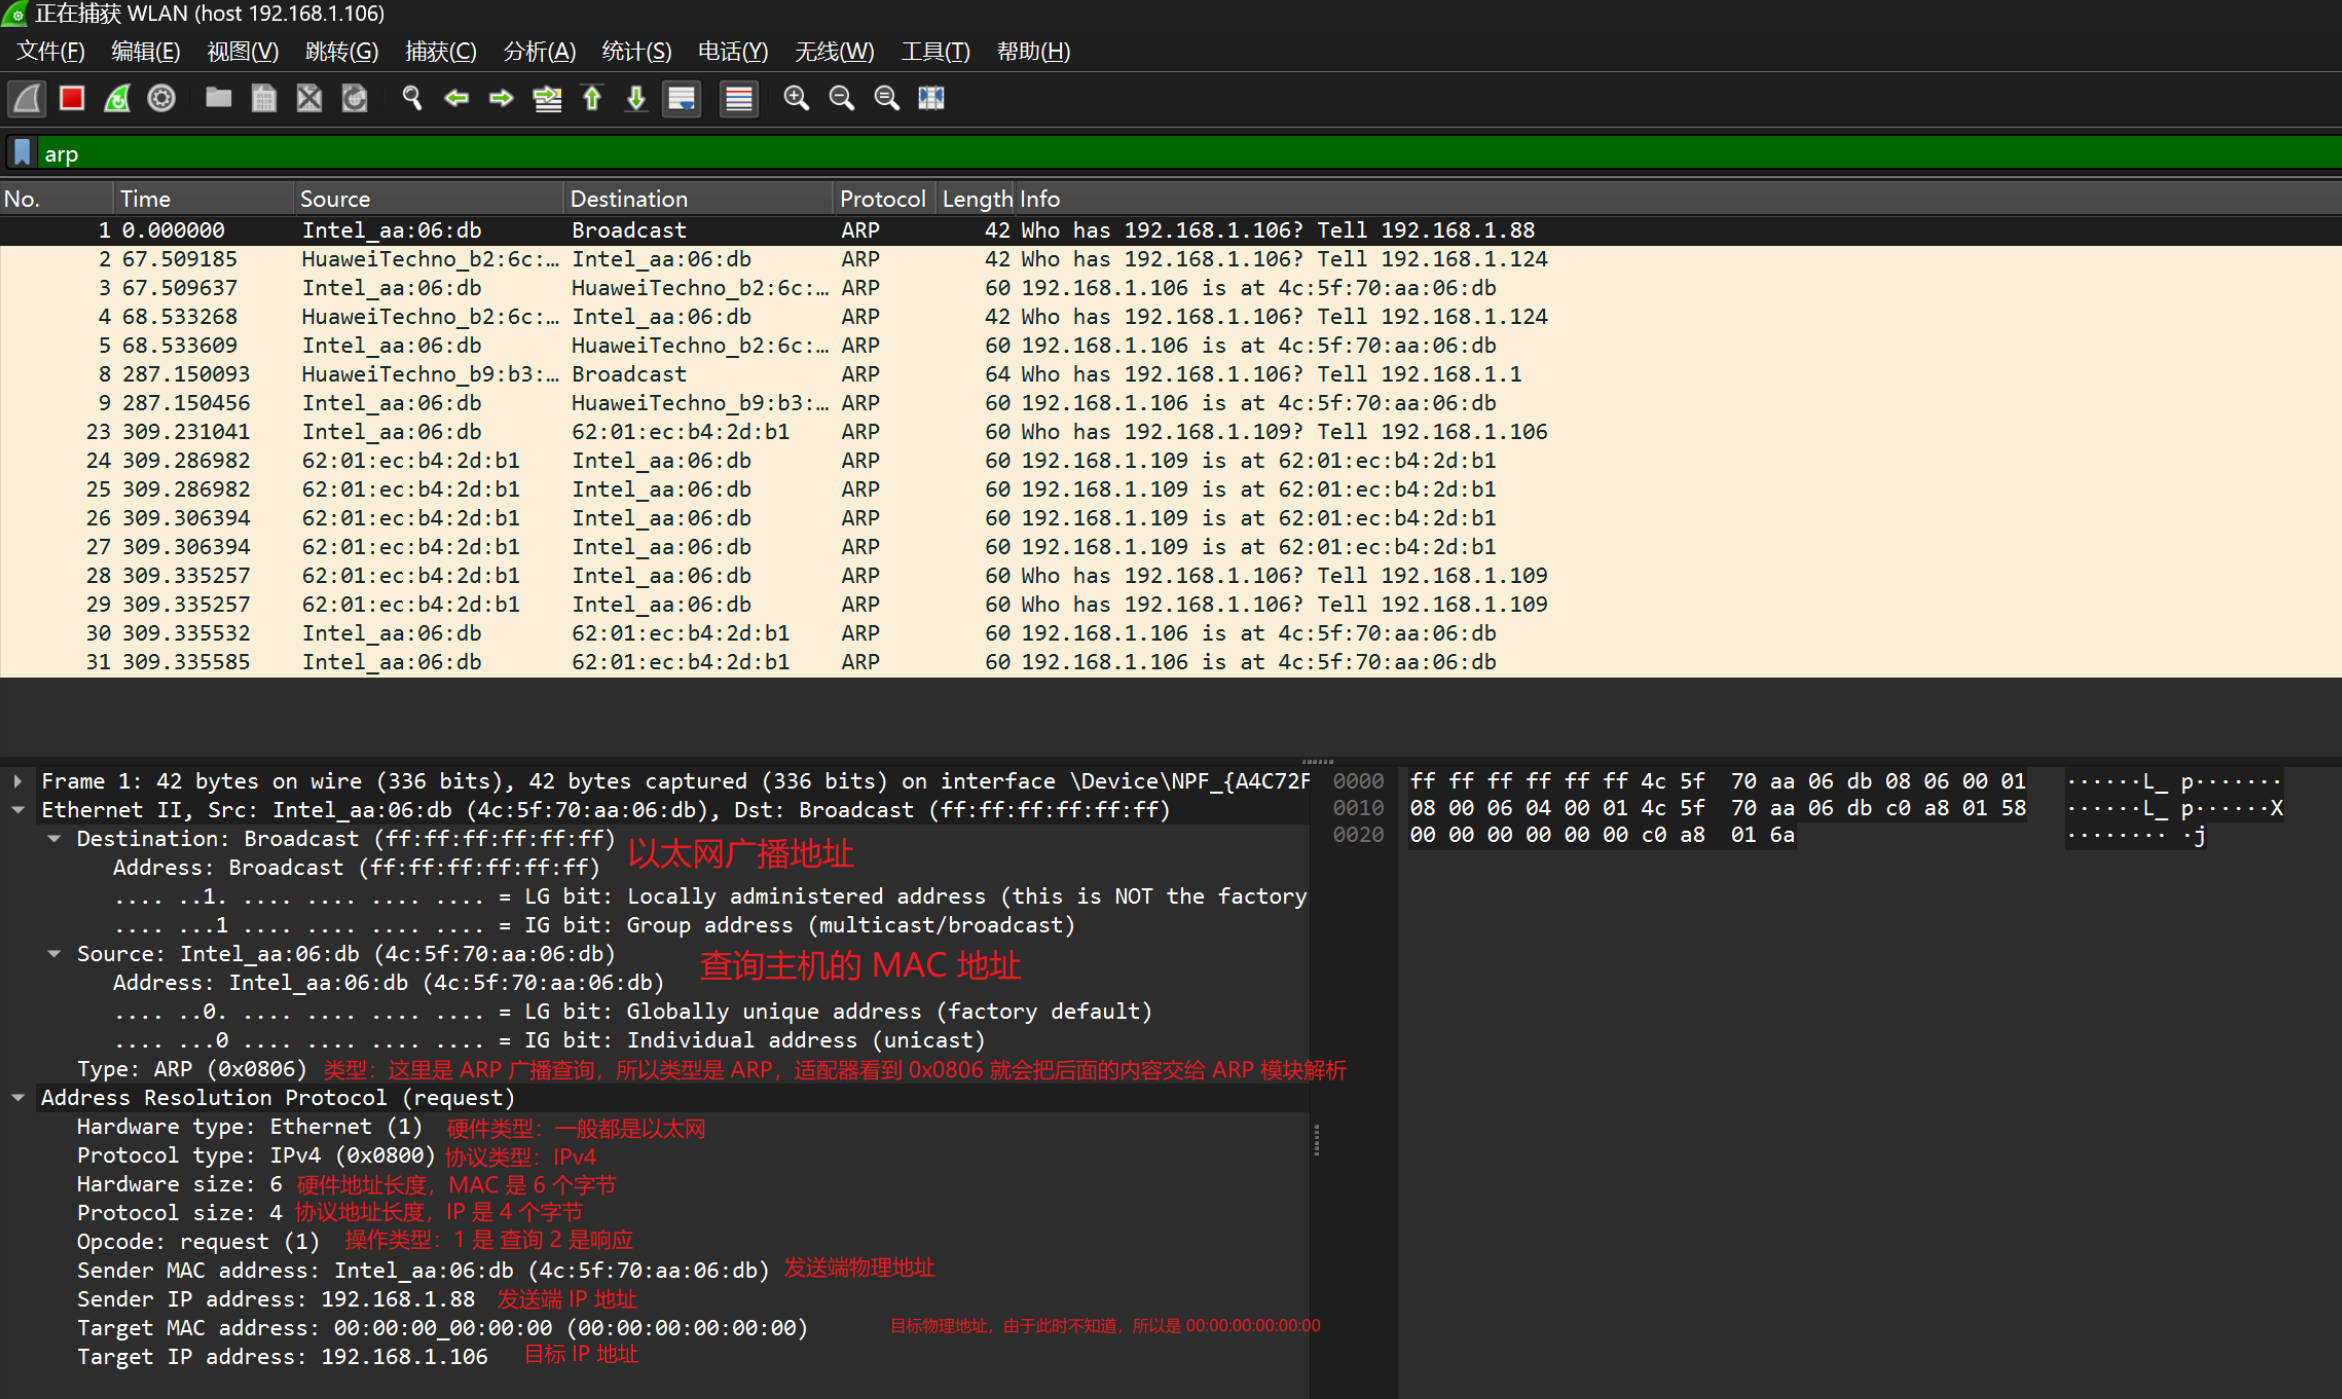 正在捕获 WLAN (host 192.168.1.106)
文件(F) 编辑(E) 视图(V) 跳转(G) 捕获(C) 分析(A) 统计(S) 电话(Y) 无线(W) 工具(T) 帮助(H)
arp
No. Time Source Destination Protocol Length Info
1 0.000000 Intel_aa:06:db Broadcast ARP 42 Who has 192.168.1.106? Tell 192.168.1.88
2 67.509185 HuaweiTechno_b2:6c:… Intel_aa:06:db ARP 42 Who has 192.168.1.106? Tell 192.168.1.124
3 67.509637 Intel_aa:06:db HuaweiTechno_b2:6c:… ARP 60 192.168.1.106 is at 4c:5f:70:aa:06:db
4 68.533268 HuaweiTechno_b2:6c:… Intel_aa:06:db ARP 42 Who has 192.168.1.106? Tell 192.168.1.124
5 68.533609 Intel_aa:06:db HuaweiTechno_b2:6c:… ARP 60 192.168.1.106 is at 4c:5f:70:aa:06:db
8 287.150093 HuaweiTechno_b9:b3:… Broadcast ARP 64 Who has 192.168.1.106? Tell 192.168.1.1
9 287.150456 Intel_aa:06:db HuaweiTechno_b9:b3:… ARP 60 192.168.1.106 is at 4c:5f:70:aa:06:db
23 309.231041 Intel_aa:06:db 62:01:ec:b4:2d:b1 ARP 60 Who has 192.168.1.109? Tell 192.168.1.106
24 309.286982 62:01:ec:b4:2d:b1 Intel_aa:06:db ARP 60 192.168.1.109 is at 62:01:ec:b4:2d:b1
25 309.286982 62:01:ec:b4:2d:b1 Intel_aa:06:db ARP 60 192.168.1.109 is at 62:01:ec:b4:2d:b1
26 309.306394 62:01:ec:b4:2d:b1 Intel_aa:06:db ARP 60 192.168.1.109 is at 62:01:ec:b4:2d:b1
27 309.306394 62:01:ec:b4:2d:b1 Intel_aa:06:db ARP 60 192.168.1.109 is at 62:01:ec:b4:2d:b1
28 309.335257 62:01:ec:b4:2d:b1 Intel_aa:06:db ARP 60 Who has 192.168.1.106? Tell 192.168.1.109
29 309.335257 62:01:ec:b4:2d:b1 Intel_aa:06:db ARP 60 Who has 192.168.1.106? Tell 192.168.1.109
30 309.335532 Intel_aa:06:db 62:01:ec:b4:2d:b1 ARP 60 192.168.1.106 is at 4c:5f:70:aa:06:db
31 309.335585 Intel_aa:06:db 62:01:ec:b4:2d:b1 ARP 60 192.168.1.106 is at 4c:5f:70:aa:06:db
Frame 1: 42 bytes on wire (336 bits), 42 bytes captured (336 bits) on interface \Device\NPF_{A4C72F
Ethernet II, Src: Intel_aa:06:db (4c:5f:70:aa:06:db), Dst: Broadcast (ff:ff:ff:ff:ff:ff)
Destination: Broadcast (ff:ff:ff:ff:ff:ff) 以太网广播地址
Address: Broadcast (ff:ff:ff:ff:ff:ff)
.... ..1. .... .... .... .... = LG bit: Locally administered address (this is NOT the factory
.... ...1 .... .... .... .... = IG bit: Group address (multicast/broadcast)
Source: Intel_aa:06:db (4c:5f:70:aa:06:db) 查询主机的 MAC 地址
Address: Intel_aa:06:db (4c:5f:70:aa:06:db)
.... ..0. .... .... .... .... = LG bit: Globally unique address (factory default)
.... ...0 .... .... .... .... = IG bit: Individual address (unicast)
Type: ARP (0x0806) 类型：这里是 ARP 广播查询，所以类型是 ARP，适配器看到 0x0806 就会把后面的内容交给 ARP 模块解析
Address Resolution Protocol (request)
Hardware type: Ethernet (1) 硬件类型：一般都是以太网
Protocol type: IPv4 (0x0800) 协议类型：IPv4
Hardware size: 6 硬件地址长度，MAC 是 6 个字节
Protocol size: 4 协议地址长度，IP 是 4 个字节
Opcode: request (1) 操作类型：1 是 查询 2 是响应
Sender MAC address: Intel_aa:06:db (4c:5f:70:aa:06:db) 发送端物理地址
Sender IP address: 192.168.1.88 发送端 IP 地址
Target MAC address: 00:00:00_00:00:00 (00:00:00:00:00:00) 目标物理地址，由于此时不知道，所以是 00:00:00:00:00:00
Target IP address: 192.168.1.106 目标 IP 地址
0000 ff ff ff ff ff ff 4c 5f 70 aa 06 db 08 06 00 01 ······L_ p·······
0010 08 00 06 04 00 01 4c 5f 70 aa 06 db c0 a8 01 58 ······L_ p······X
0020 00 00 00 00 00 00 c0 a8 01 6a ········ ·j